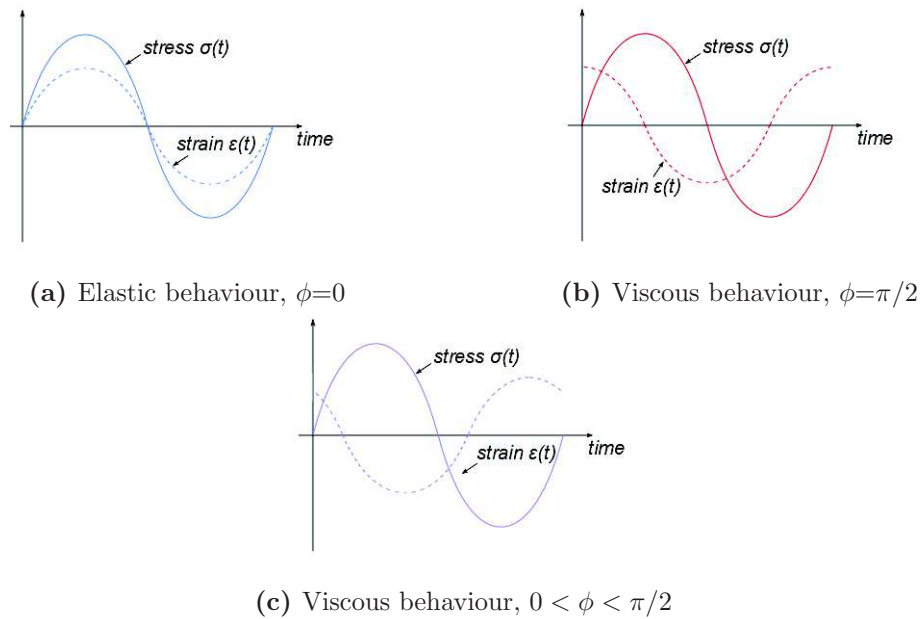 stress σ(t)
strain ε(t)
time
(a) Elastic behaviour, ϕ=0
stress σ(t)
strain ε(t)
time
(b) Viscous behaviour, ϕ=π/2
stress σ(t)
strain ε(t)
time
(c) Viscous behaviour, 0 < ϕ < π/2